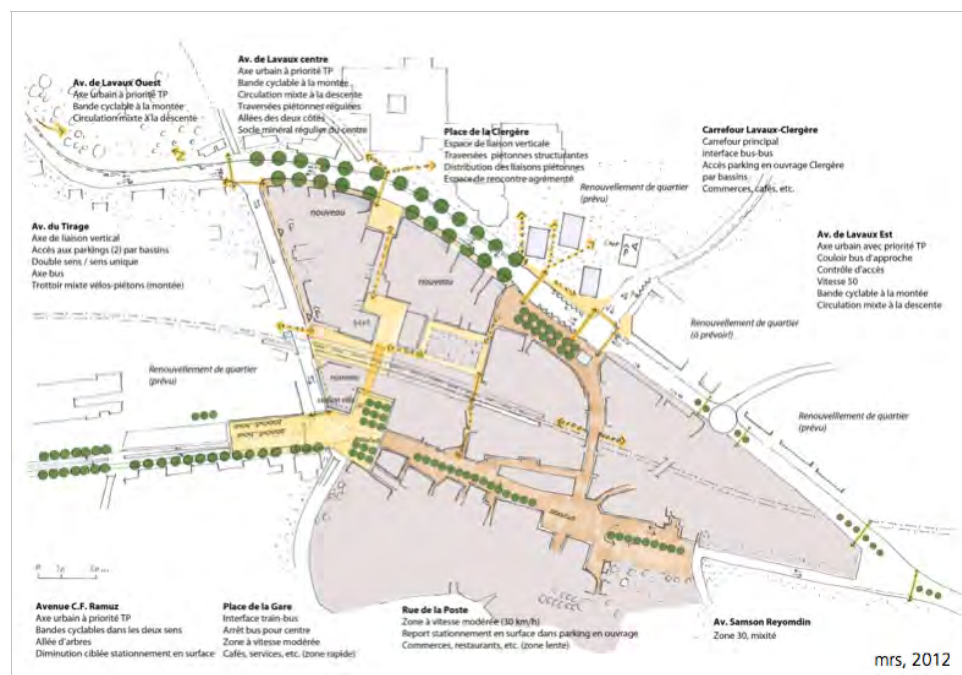 Av. de Lavaux Ouest
Axe urbain à priorité TP
Bande cyclable à la montée
Circulation mixte à la descente
Av. de Lavaux centre
Axe urbain à priorité TP
Bande cyclable à la montée
Circulation mixte à la descente
Traversées piétonnes régulées
Allées des deux côtés
Socle minéral régulier du centre
Place de la Clergère
Espace de liaison verticale
Traversées piétonnes structurantes
Distribution des liaisons piétonnes
Espace de rencontre agrémenté
Carrefour Lavaux-Clergère
Carrefour principal
interface bus-bus
Accès parking en ouvrage Clergère
par bassins
Commerces, cafés, etc.
Renouvellement de quartier
(prévu)
Av. du Tirage
Axe de liaison vertical
Accès aux parkings (2) par bassins
Double sens / sens unique
Axe bus
Trottoir mixte vélos-piétons (montée)
nouveau
nouveau
Av. de Lavaux Est
Axe urbain avec priorité TP
Couloir bus d'approche
Contrôle d'accès
Vitesse 50
Bande cyclable à la montée
Circulation mixte à la descente
Renouvellement de quartier
(à prévoir!)
Renouvellement de quartier
(prévu)
nouveau
Renouvelllement de quartier
(prévu)
Avenue C.F. Ramuz
Axe urbain à priorité TP
Bandes cyclables dans les deux sens
Allée d'arbres
Diminution ciblée stationnement en surface
Place de la Gare
Interface train-bus
Arrêt bus pour centre
Zone à vitesse modérée
Cafés, services, etc. (zone rapide)
Rue de la Poste
Zone à vitesse modérée (30 km/h)
Report stationnement en surface dans parking en ouvrage
Commerces, restaurants, etc. (zone lente)
Av. Samson Reyomdin
Zone 30, mixité
mrs, 2012